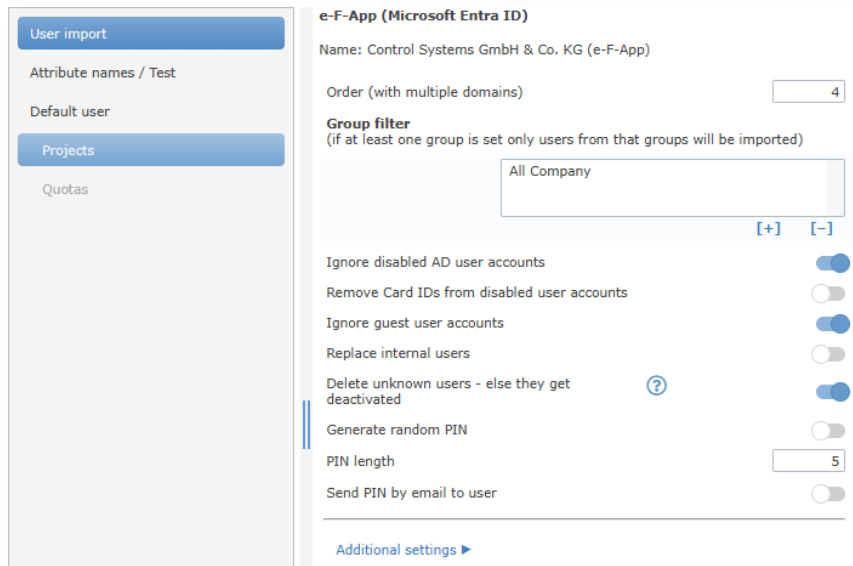 User import
Attribute names / Test
Default user
Projects
Quotas
e-F-App (Microsoft Entra ID)
Name: Control Systems GmbH & Co. KG (e-F-App)
Order (with multiple domains) 4
Group filter
(if at least one group is set only users from that groups will be imported)
All Company
[+] [−]
Ignore disabled AD user accounts
Remove Card IDs from disabled user accounts
Ignore guest user accounts
Replace internal users
Delete unknown users - else they get ?
deactivated
Generate random PIN
PIN length 5
Send PIN by email to user
Additional settings ►